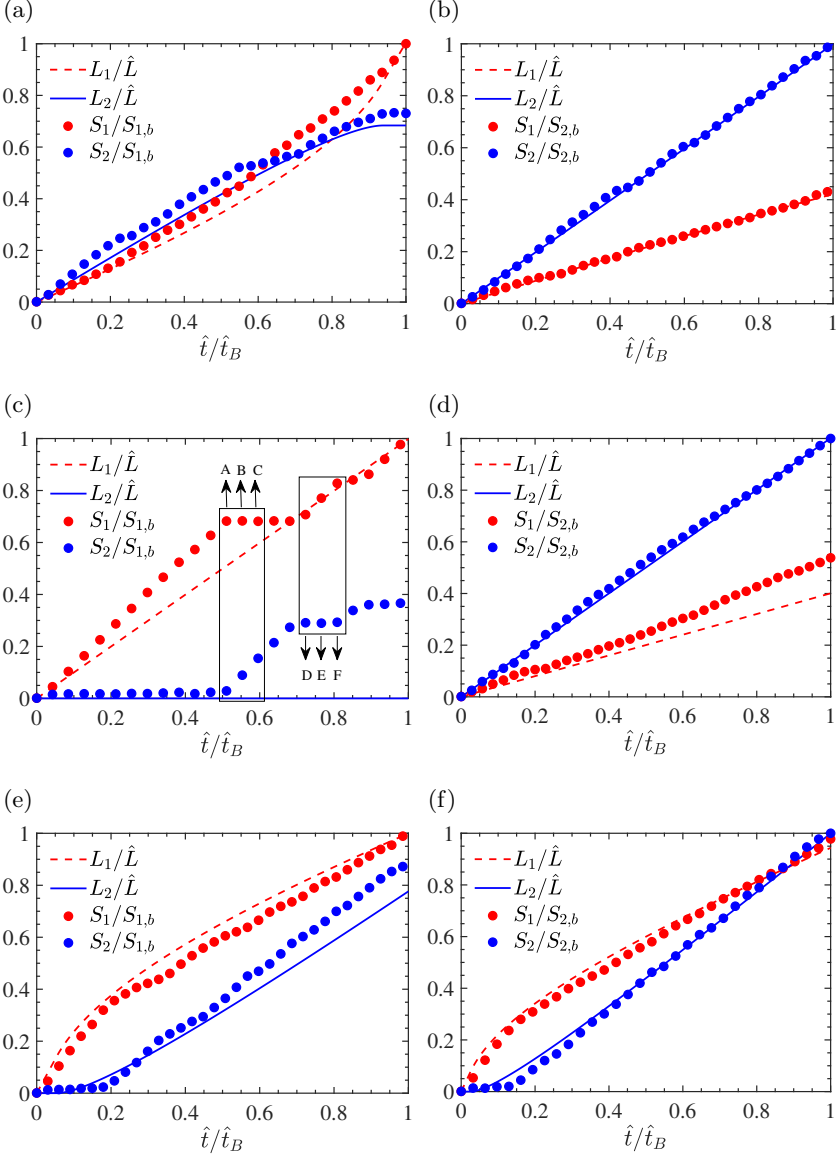 (a)
1
0.8
0.6
0.4
0.2
0
L₁/L̂
L₂/L̂
S₁/S₁,b
S₂/S₁,b
0 0.2 0.4 0.6 0.8 1
t̂/t̂_B
(b)
1
0.8
0.6
0.4
0.2
0
L₁/L̂
L₂/L̂
S₁/S₂,b
S₂/S₂,b
0 0.2 0.4 0.6 0.8 1
t̂/t̂_B
(c)
1
0.8
0.6
0.4
0.2
0
L₁/L̂
L₂/L̂
S₁/S₁,b
S₂/S₁,b
A B C
D E F
0 0.2 0.4 0.6 0.8 1
t̂/t̂_B
(d)
1
0.8
0.6
0.4
0.2
0
L₁/L̂
L₂/L̂
S₁/S₂,b
S₂/S₂,b
0 0.2 0.4 0.6 0.8 1
t̂/t̂_B
(e)
1
0.8
0.6
0.4
0.2
0
L₁/L̂
L₂/L̂
S₁/S₁,b
S₂/S₁,b
0 0.2 0.4 0.6 0.8 1
t̂/t̂_B
(f)
1
0.8
0.6
0.4
0.2
0
L₁/L̂
L₂/L̂
S₁/S₂,b
S₂/S₂,b
0 0.2 0.4 0.6 0.8 1
t̂/t̂_B